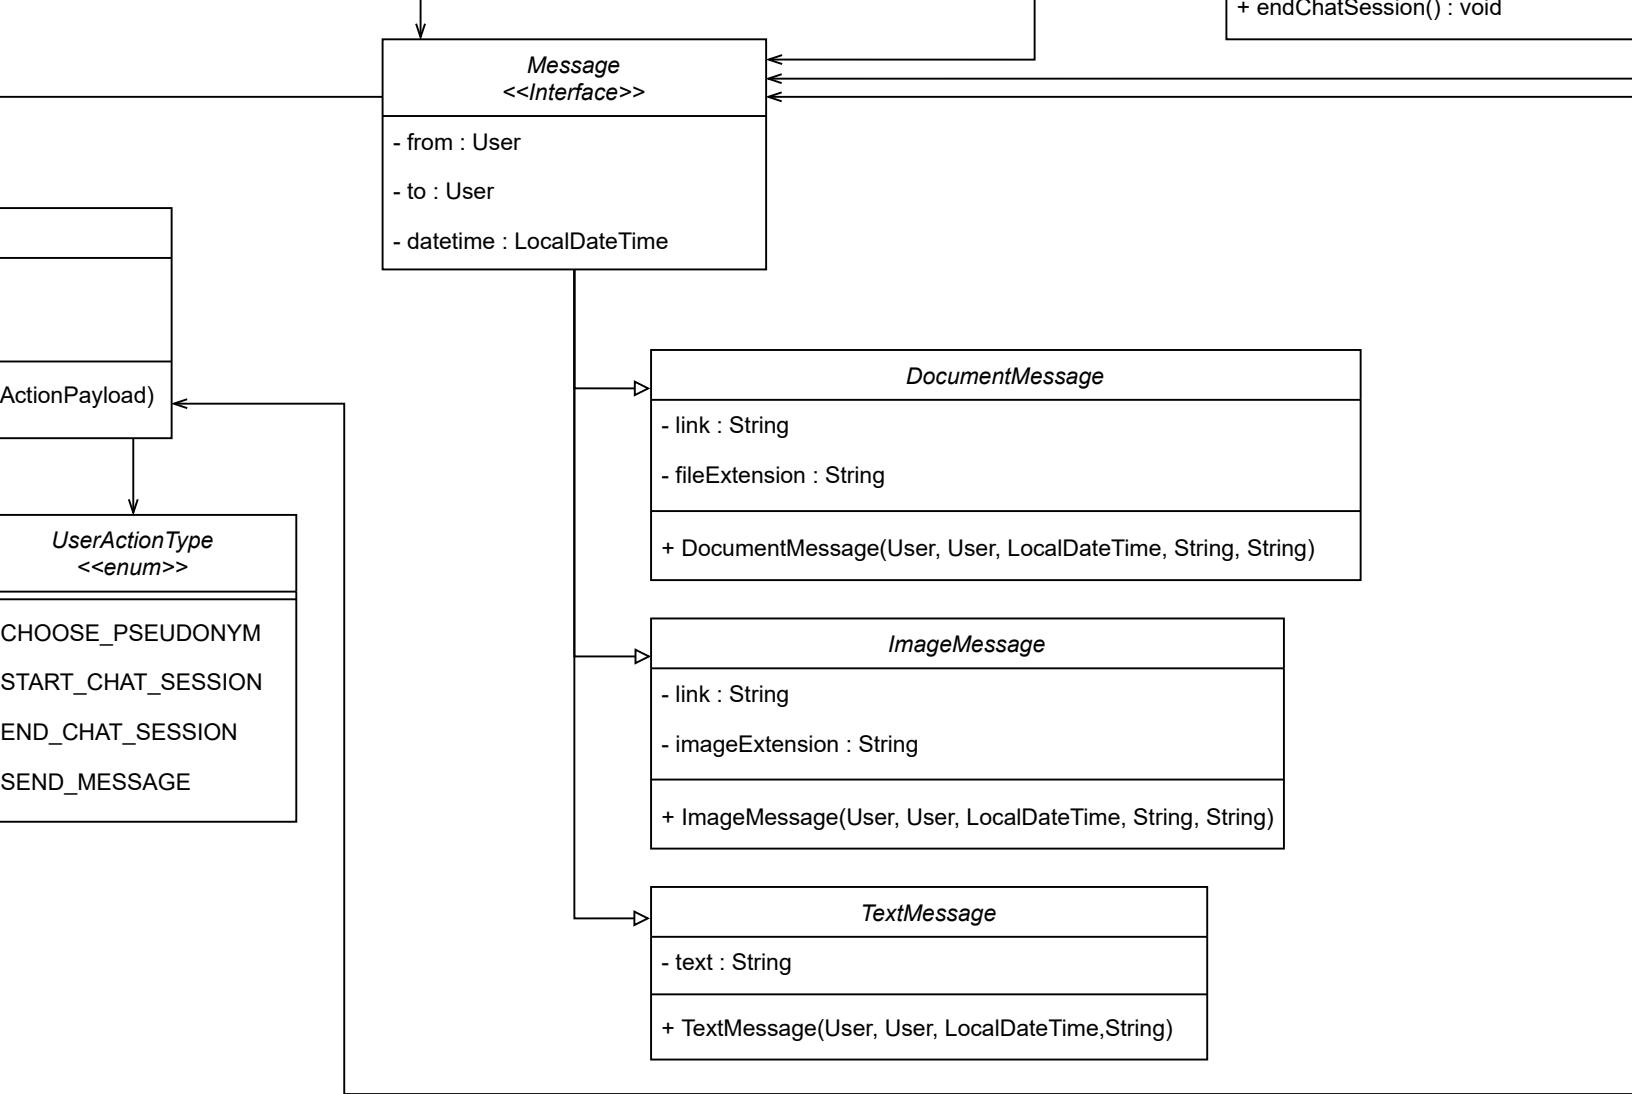 + endChatSession() : void
Message
<<Interface>>
- from : User
- to : User
- datetime : LocalDateTime
ActionPayload)
UserActionType
<<enum>>
CHOOSE_PSEUDONYM
START_CHAT_SESSION
END_CHAT_SESSION
SEND_MESSAGE
DocumentMessage
- link : String
- fileExtension : String
+ DocumentMessage(User, User, LocalDateTime, String, String)
ImageMessage
- link : String
- imageExtension : String
+ ImageMessage(User, User, LocalDateTime, String, String)
TextMessage
- text : String
+ TextMessage(User, User, LocalDateTime,String)